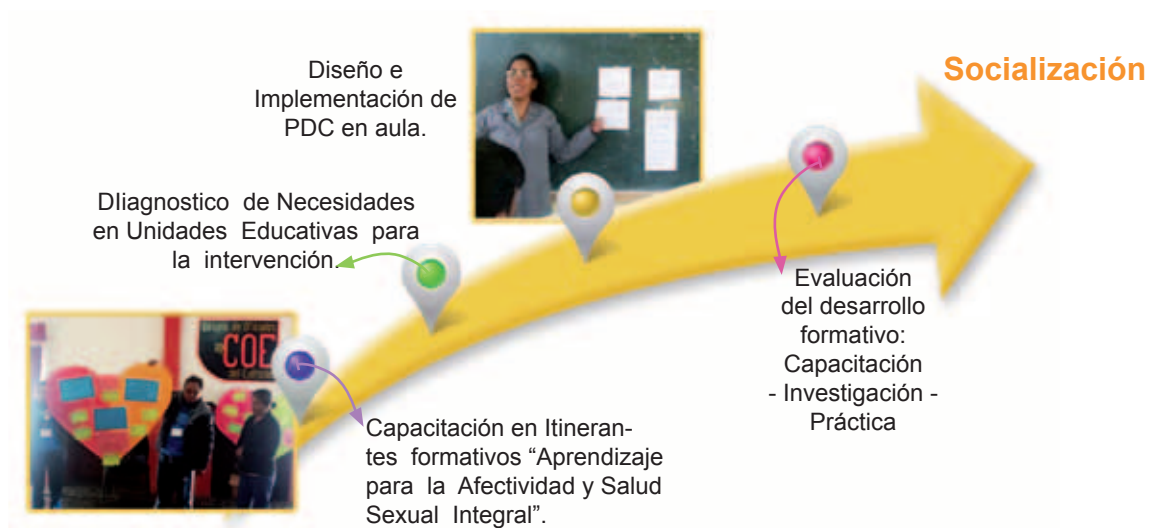 Socialización
Diseño e
Implementación de
PDC en aula.
DIiagnostico de Necesidades
en Unidades Educativas para
la intervención.
Evaluación
del desarrollo
formativo:
Capacitación
- Investigación -
Práctica
COE
Capacitación en Itineran-
tes formativos “Aprendizaje
para la Afectividad y Salud
Sexual Integral”.